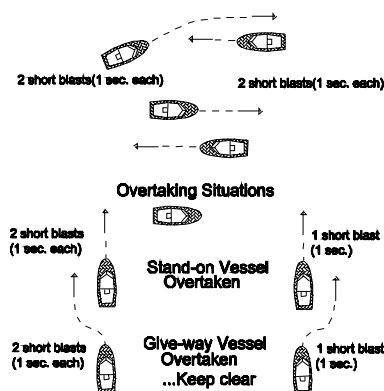 2 short blasts(1 sec. each)
2 short blasts(1 sec. each)
Overtaking Situations
2 short blasts
(1 sec. each)
1 short blast
(1 sec.)
Stand-on Vessel
Overtaken
2 short blasts
(1 sec. each)
Give-way Vessel
Overtaken
...Keep clear
1 short blast
(1 sec.)